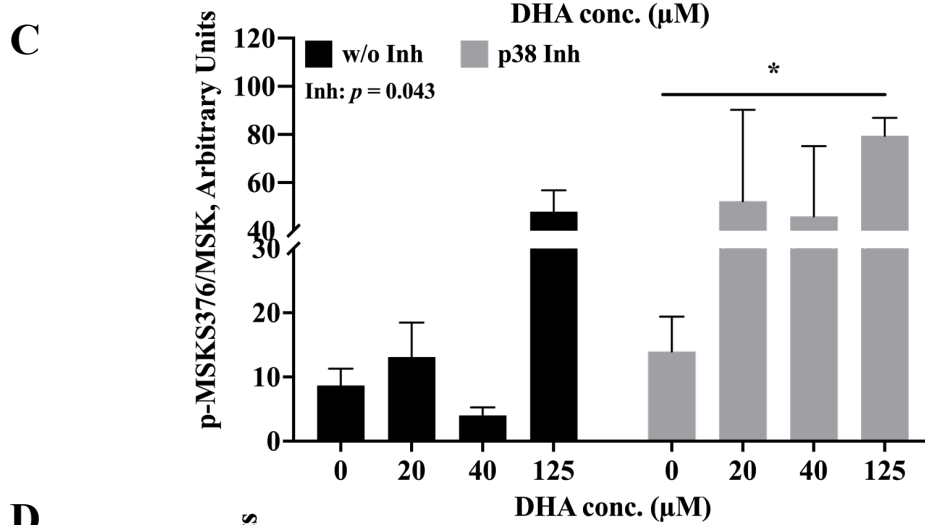 C
DHA conc. (µM)
p-MSKS376/MSK, Arbitrary Units
120
100
80
60
40
30
20
10
0
w/o Inh
p38 Inh
Inh: p = 0.043
*
0 20 40 125 0 20 40 125
DHA conc. (µM)
D
s